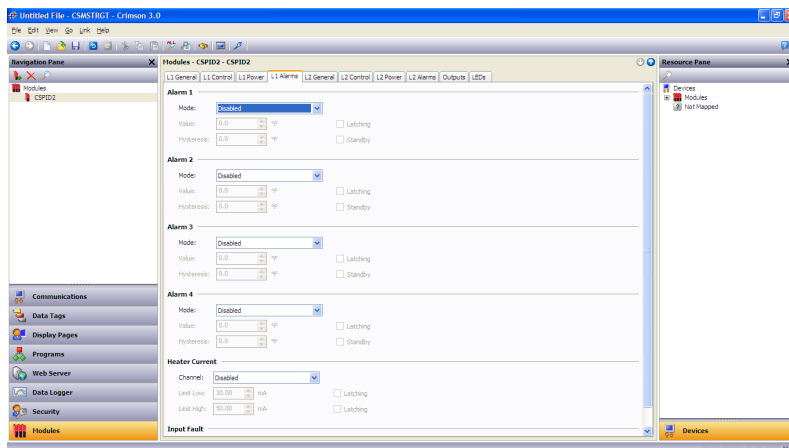 Untitled File - CSMSTRGT - Crimson 3.0
File Edit View Go Link Help
Navigation Pane
Modules
CSPID2
Communications
Data Tags
Display Pages
Programs
Web Server
Data Logger
Security
Modules
Modules - CSPID2 - CSPID2
L1 General L1 Control L1 Power L1 Alarms L2 General L2 Control L2 Power L2 Alarms Outputs LEDs
Alarm 1
Mode: Disabled
Value: 0.0 °F Latching
Hysteresis: 0.0 °F Standby
Alarm 2
Mode: Disabled
Value: 0.0 °F Latching
Hysteresis: 0.0 °F Standby
Alarm 3
Mode: Disabled
Value: 0.0 °F Latching
Hysteresis: 0.0 °F Standby
Alarm 4
Mode: Disabled
Value: 0.0 °F Latching
Hysteresis: 0.0 °F Standby
Heater Current
Channel: Disabled
Limit Low: 10.00 mA Latching
Limit High: 50.00 mA Latching
Input Fault
Resource Pane
Devices
Modules
Not Mapped
Devices